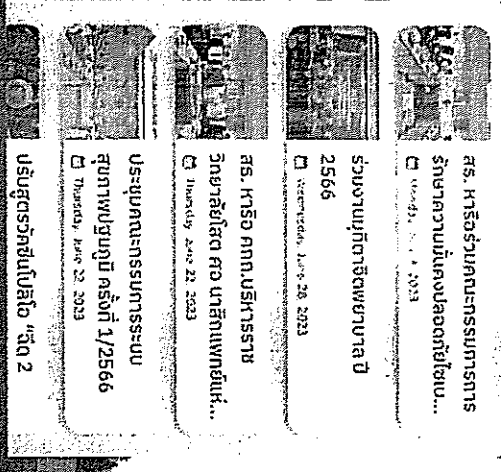 สธ. หารือร่วมคณะกรรมการการ
รักษาความมั่นคงปลอดภัยไซเบ...
2023
ร่วมงานมุทิตาจิตพยาบาลปี
2566
Wednesday, June 28, 2023
สธ. หารือ คกก.บริหารราช
วิทยาลัยโสต ศอ นาสิกแพทย์แห่...
Thursday, June 22, 2023
ประชุมคณะกรรมการระบบ
สุขภาพปฐมภูมิ ครั้งที่ 1/2566
Thursday, June 22, 2023
ปรับสูตรวัคซีนโปลิโอ “ฉีด 2